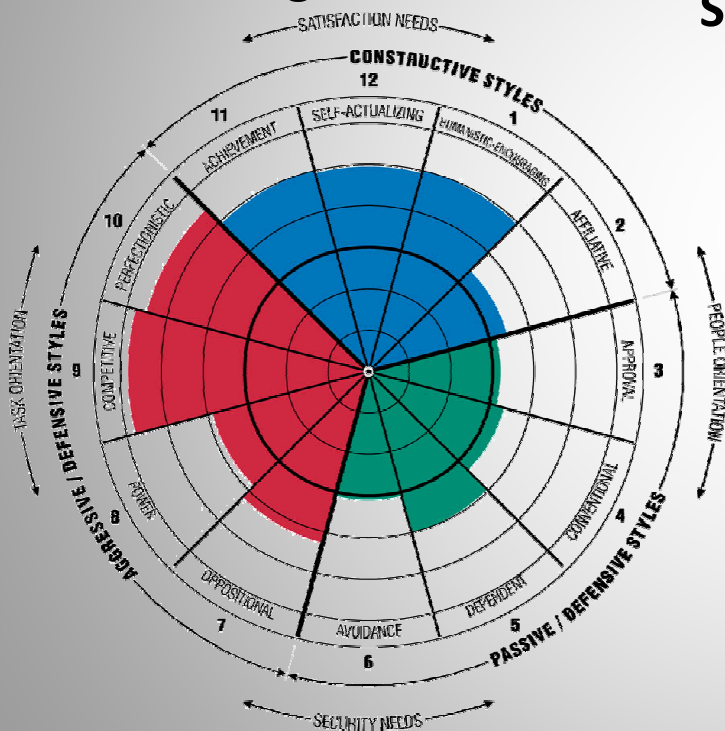 S
SATISFACTION NEEDS
CONSTRUCTIVE STYLES
12
11
1
SELF-ACTUALIZING
ACHIEVEMENT
HUMANISTIC-ENCOURAGING
10
2
PERFECTIONISTIC
AFFILIATIVE
TASK ORIENTATION
PEOPLE ORIENTATION
9
COMPETITIVE
APPROVAL
3
AGGRESSIVE / DEFENSIVE STYLES
8
POWER
CONVENTIONAL
4
OPPOSITIONAL
DEPENDENT
7
AVOIDANCE
5
6
PASSIVE / DEFENSIVE STYLES
SECURITY NEEDS